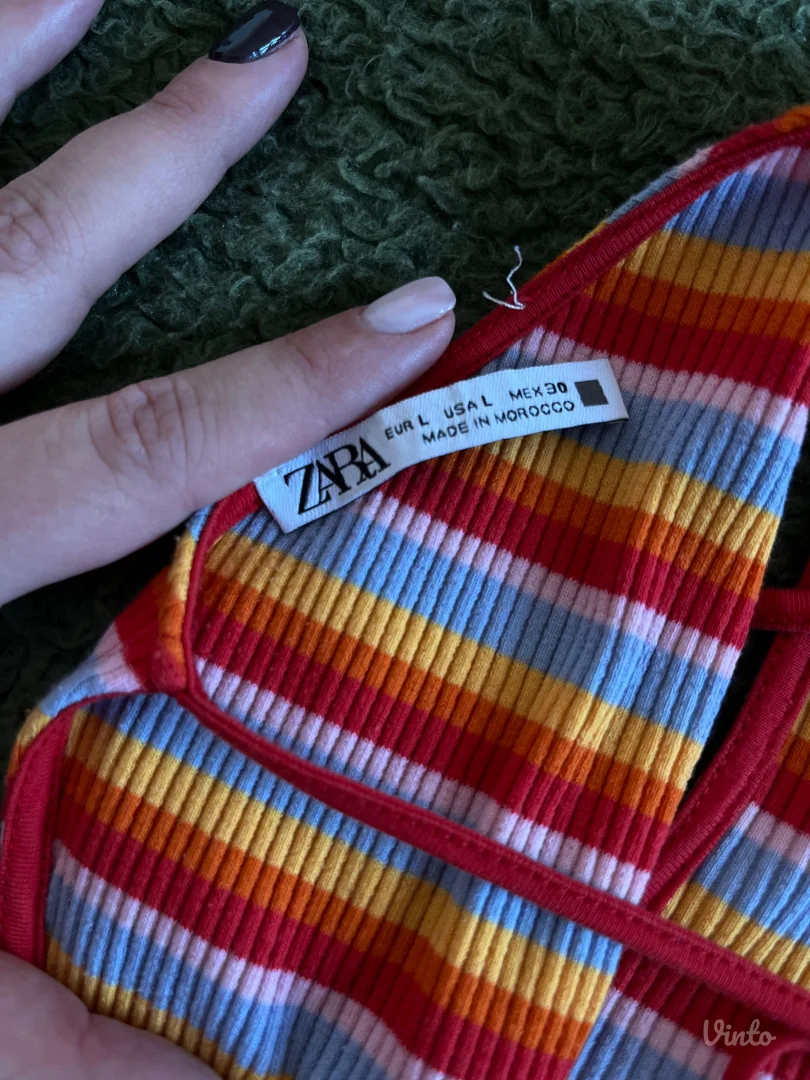 ZARA
EUR L USA L MEX 30
MADE IN MOROCCO
Vinto